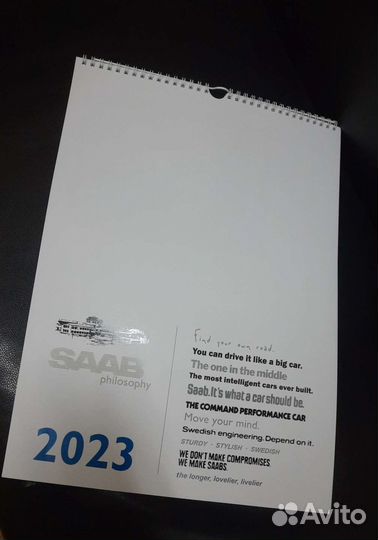 SAAB
philosophy
2023
Find your own road.
You can drive it like a big car.
The one in the middle
The most intelligent cars ever built.
Saab. It's what a car should be.
THE COMMAND PERFORMANCE CAR
Move your mind.
Swedish engineering. Depend on it.
STURDY · STYLISH · SWEDISH
WE DON'T MAKE COMPROMISES
WE MAKE SAABS
the longer, lovelier, livelier
Avito